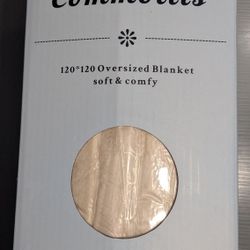 120*120 Oversized Blanket
soft & comfy